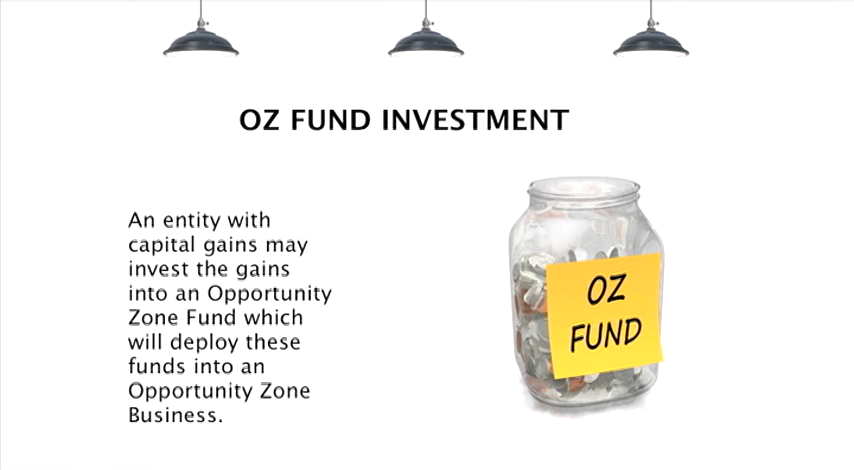 OZ FUND INVESTMENT
An entity with
capital gains may
invest the gains
into an Opportunity
Zone Fund which
will deploy these
funds into an
Opportunity Zone
Business.
OZ
FUND